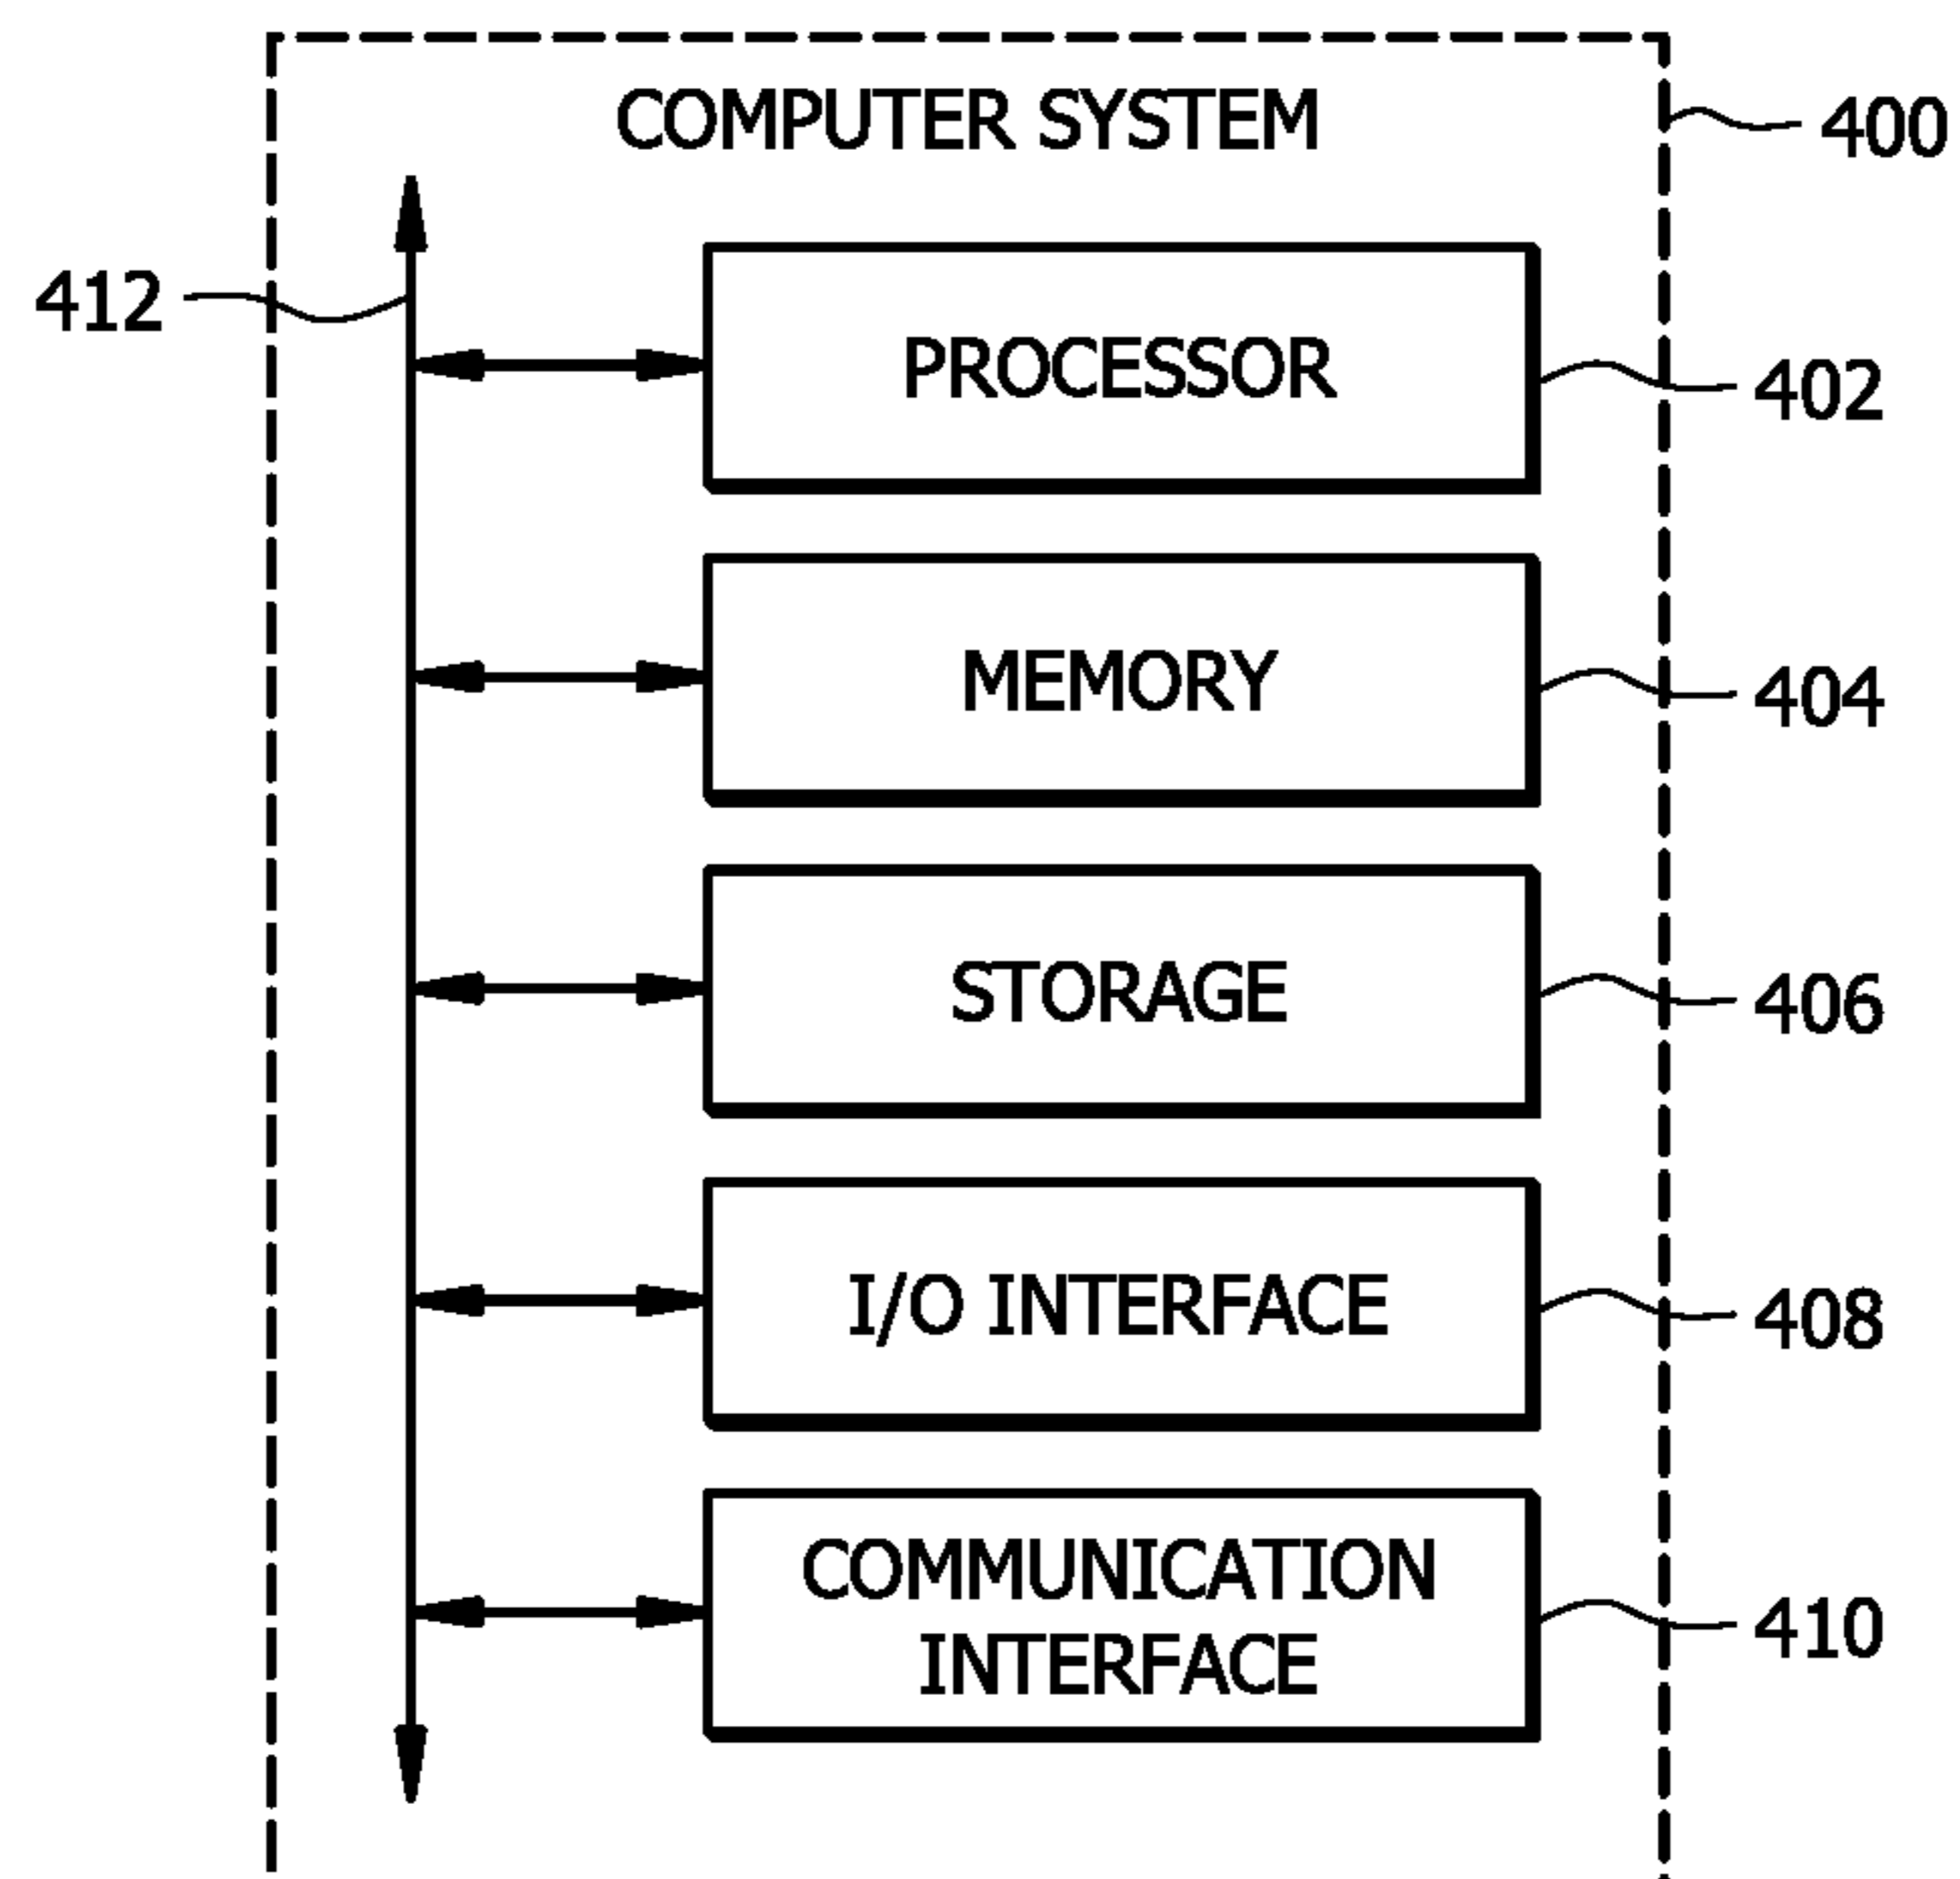 COMPUTER SYSTEM
400
412
PROCESSOR
402
MEMORY
404
STORAGE
406
I/O INTERFACE
408
COMMUNICATION
INTERFACE
410